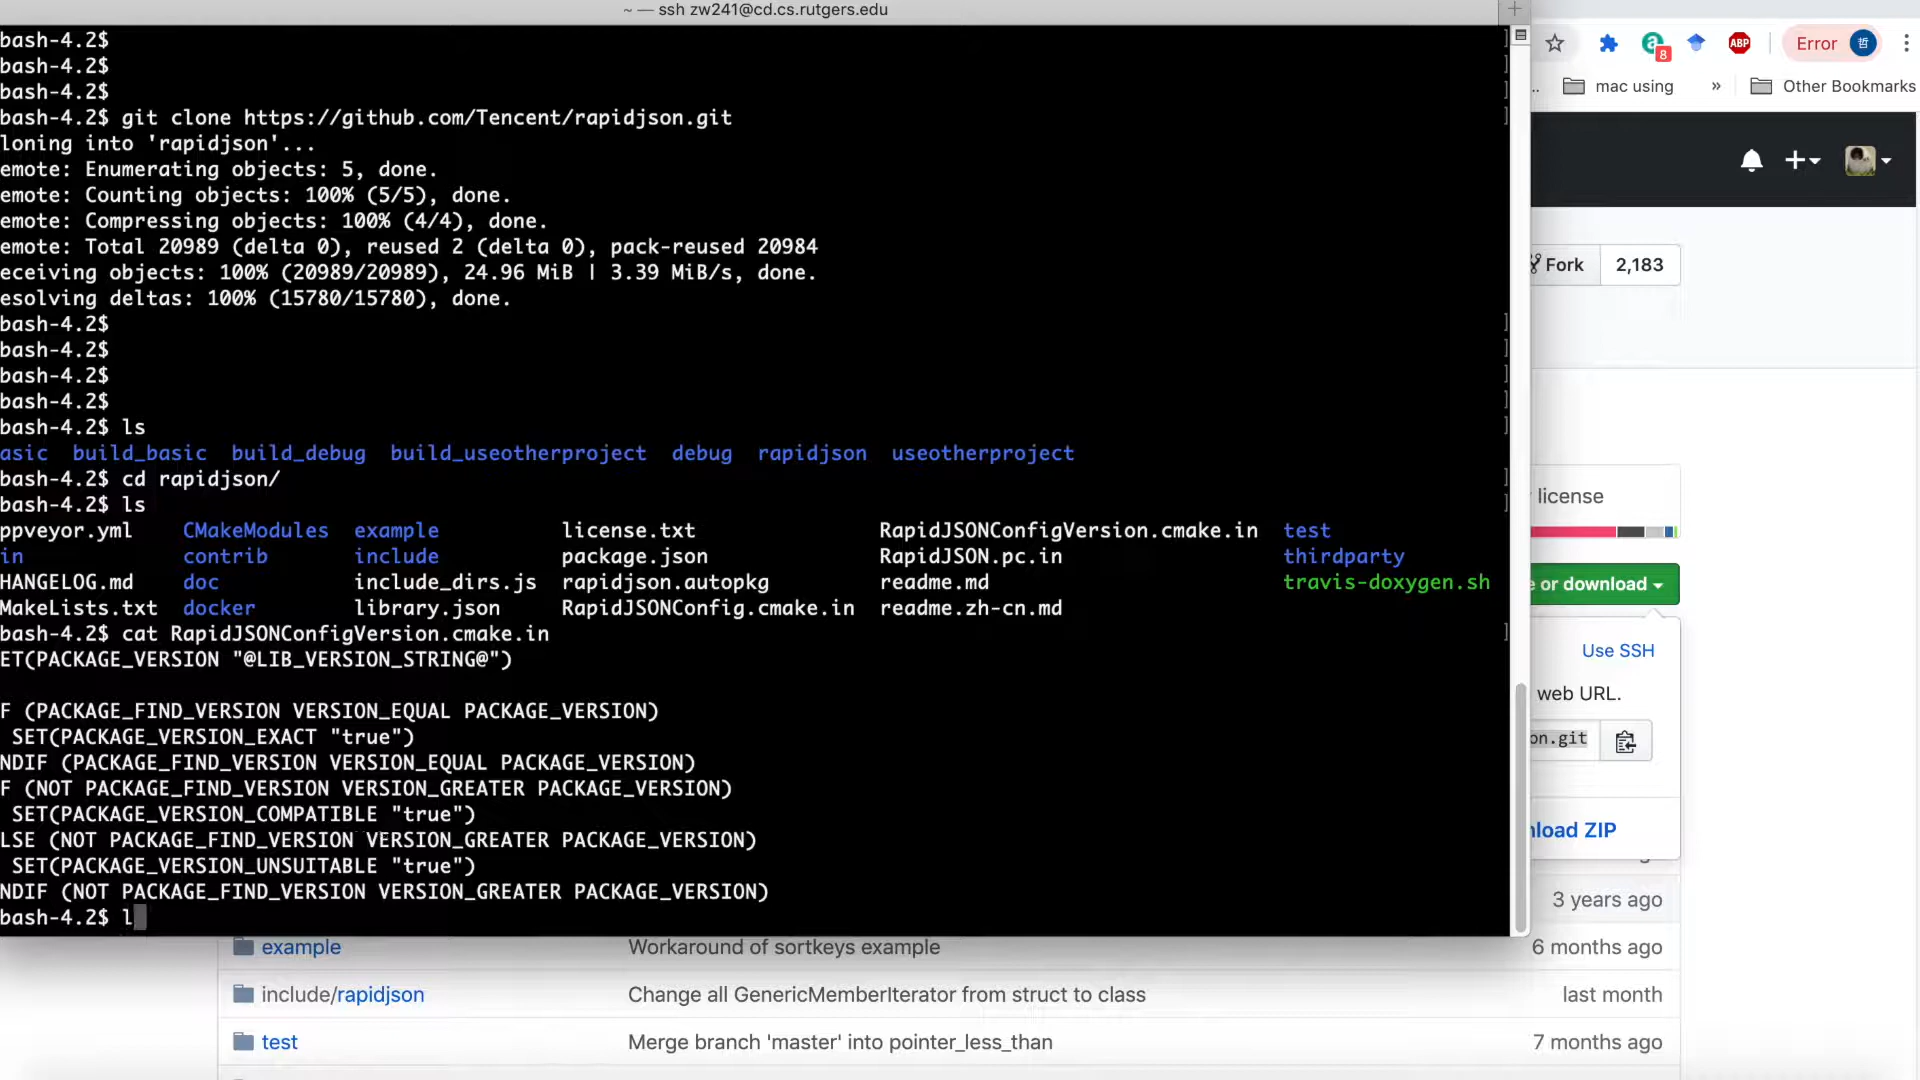 ~ — ssh zw241@cd.cs.rutgers.edu
bash-4.2$
bash-4.2$
bash-4.2$
bash-4.2$ git clone https://github.com/Tencent/rapidjson.git
loning into 'rapidjson'...
emote: Enumerating objects: 5, done.
emote: Counting objects: 100% (5/5), done.
emote: Compressing objects: 100% (4/4), done.
emote: Total 20989 (delta 0), reused 2 (delta 0), pack-reused 20984
eceiving objects: 100% (20989/20989), 24.96 MiB | 3.39 MiB/s, done.
esolving deltas: 100% (15780/15780), done.
bash-4.2$
bash-4.2$
bash-4.2$
bash-4.2$
bash-4.2$ ls
asic build_basic build_debug build_useotherproject debug rapidjson useotherproject
bash-4.2$ cd rapidjson/
bash-4.2$ ls
ppveyor.yml CMakeModules example license.txt RapidJSONConfigVersion.cmake.in test
in contrib include package.json RapidJSON.pc.in thirdparty
HANGELOG.md doc include_dirs.js rapidjson.autopkg readme.md travis-doxygen.sh
MakeLists.txt docker library.json RapidJSONConfig.cmake.in readme.zh-cn.md
bash-4.2$ cat RapidJSONConfigVersion.cmake.in
ET(PACKAGE_VERSION "@LIB_VERSION_STRING@")
F (PACKAGE_FIND_VERSION VERSION_EQUAL PACKAGE_VERSION)
SET(PACKAGE_VERSION_EXACT "true")
NDIF (PACKAGE_FIND_VERSION VERSION_EQUAL PACKAGE_VERSION)
F (NOT PACKAGE_FIND_VERSION VERSION_GREATER PACKAGE_VERSION)
SET(PACKAGE_VERSION_COMPATIBLE "true")
LSE (NOT PACKAGE_FIND_VERSION VERSION_GREATER PACKAGE_VERSION)
SET(PACKAGE_VERSION_UNSUITABLE "true")
NDIF (NOT PACKAGE_FIND_VERSION VERSION_GREATER PACKAGE_VERSION)
bash-4.2$ l
8
ABP
Error 哲
mac using » Other Bookmarks
Fork 2,183
license
e or download
Use SSH
web URL.
on.git
nload ZIP
3 years ago
example Workaround of sortkeys example 6 months ago
include/rapidjson Change all GenericMemberIterator from struct to class last month
test Merge branch 'master' into pointer_less_than 7 months ago